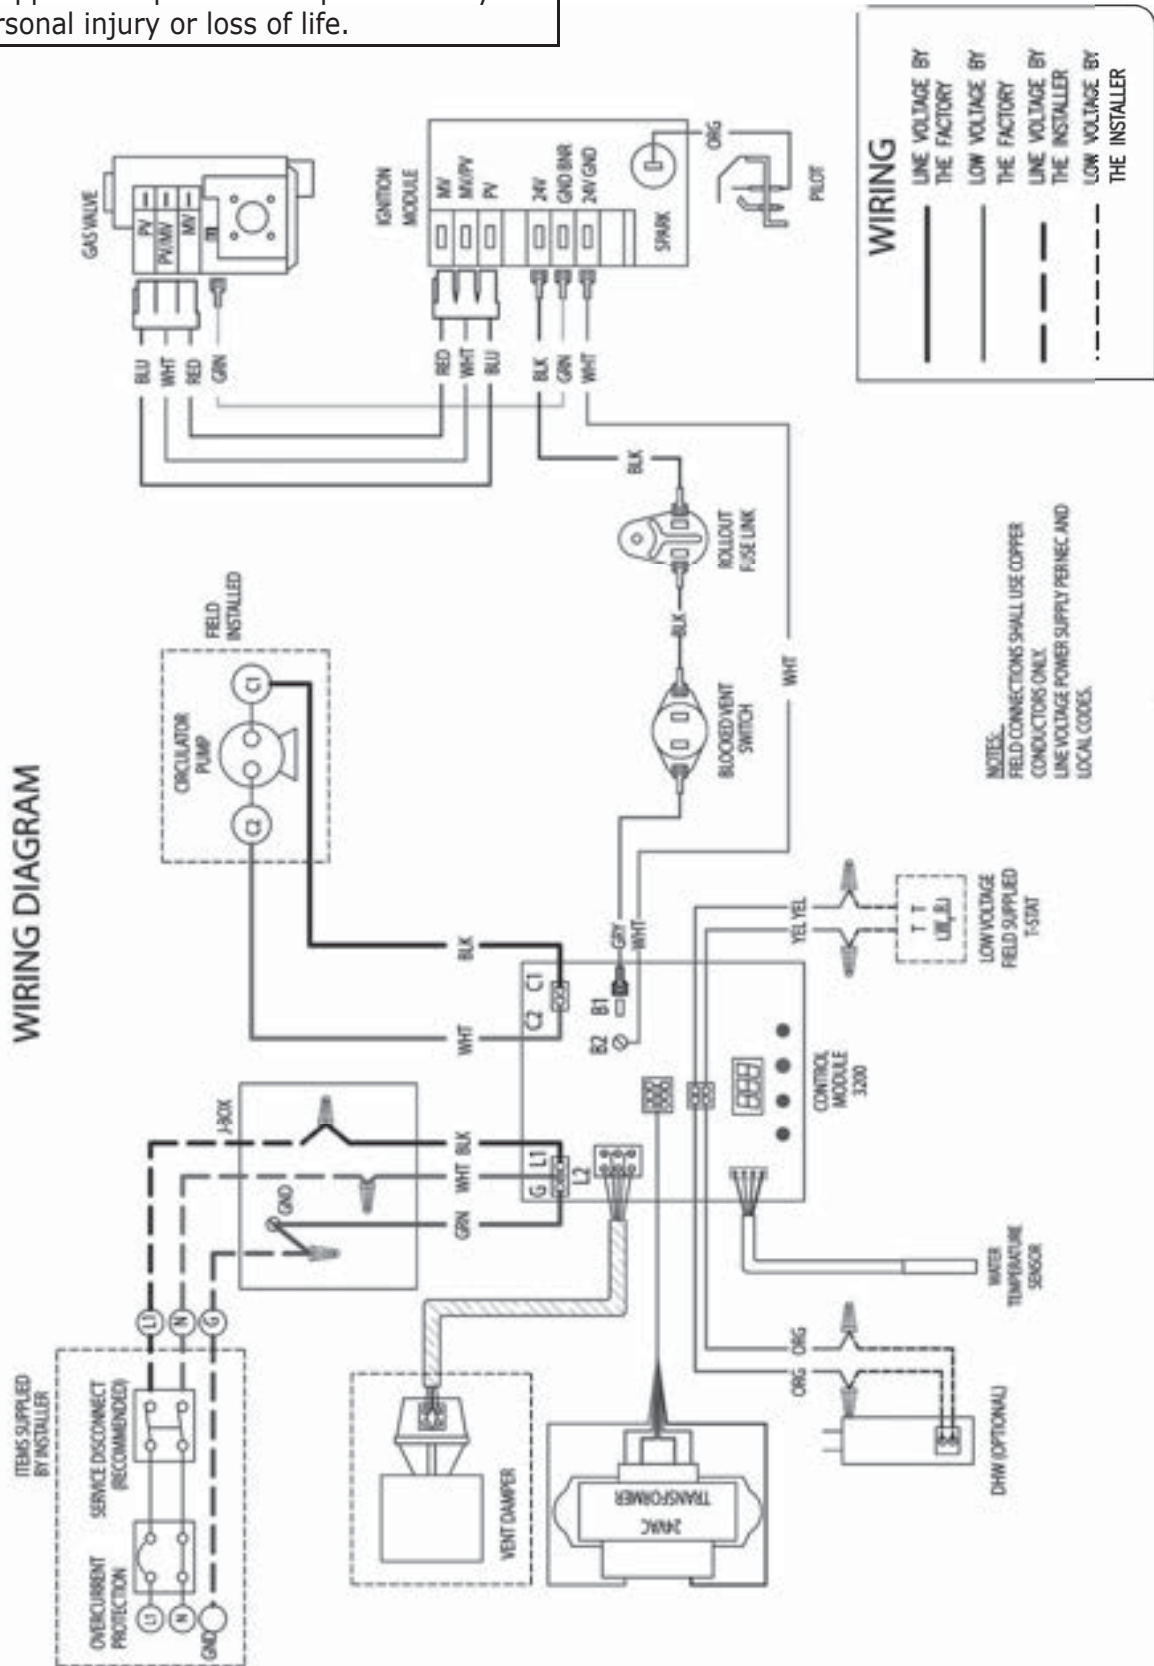 rsonal injury or loss of life.
WIRING DIAGRAM
ITEMS SUPPLIED
BY INSTALLER
OVERCURRENT
PROTECTION
SERVICE DISCONNECT
(RECOMMENDED)
L1
N
GND
L1
N
G
J-BOX
GND
GRN
WHT
BLK
G
L1
L2
CIRCULATOR
PUMP
C2
C1
FIELD
INSTALLED
WHT
BLK
C2
C1
GAS VALVE
PV
PV/MV
MV
BLU
WHT
RED
GRN
IGNITION
MODULE
MV
MV/PV
PV
24V
GND BNR
24V GND
SPARK
RED
WHT
BLU
BLK
GRN
WHT
ORG
PILOT
BLK
ROLLOUT
FUSE LINK
BLK
BLOCKED VENT
SWITCH
WHT
GRY
WHT
B1
B2
VENT DAMPER
24VAC
TRANSFORMER
CONTROL
MODULE
3200
WATER
TEMPERATURE
SENSOR
ORG
ORG
DHW (OPTIONAL)
YEL
YEL
T T
LOW VOLTAGE
FIELD SUPPLIED
T-STAT
NOTES:
FIELD CONNECTIONS SHALL USE COPPER
CONDUCTORS ONLY.
LINE VOLTAGE POWER SUPPLY PER NEC AND
LOCAL CODES.
WIRING
LINE VOLTAGE BY
THE FACTORY
LOW VOLTAGE BY
THE FACTORY
LINE VOLTAGE BY
THE INSTALLER
LOW VOLTAGE BY
THE INSTALLER